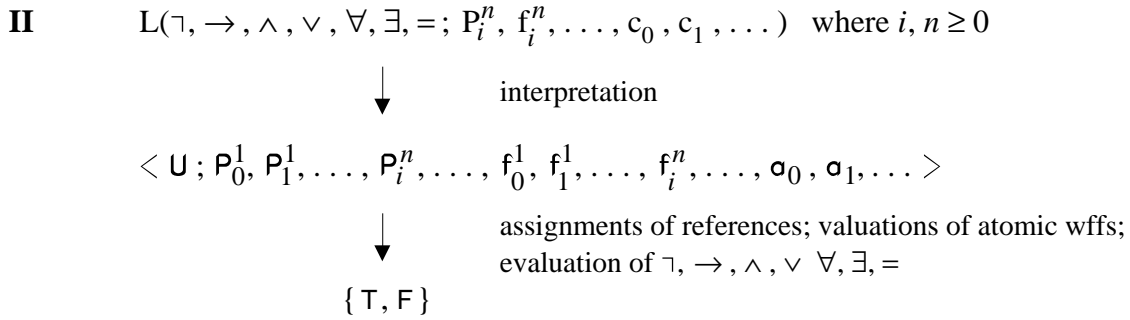 II L(¬, →, ∧, ∨, ∀, ∃, =; P_i^n, f_i^n, . . . , c_0, c_1, . . . ) where i, n ≥ 0
interpretation
< U ; P_0^1, P_1^1, . . . , P_i^n, . . . , f_0^1, f_1^1, . . . , f_i^n, . . . , a_0, a_1, . . . >
assignments of references; valuations of atomic wffs;
evaluation of ¬, →, ∧, ∨ ∀, ∃, =
{ T, F }